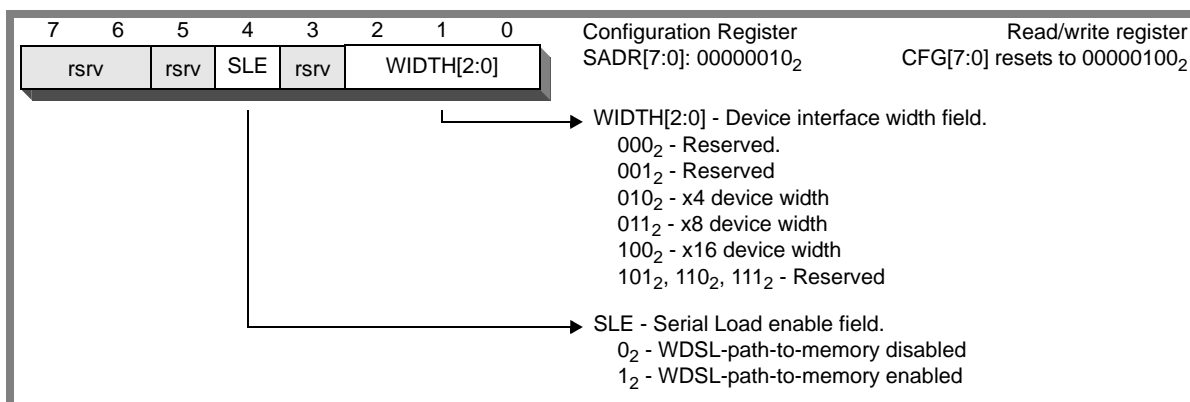 7 6 5 4 3 2 1 0
rsrv rsrv SLE rsrv WIDTH[2:0]
Configuration Register
SADR[7:0]: 00000010₂
Read/write register
CFG[7:0] resets to 00000100₂
WIDTH[2:0] - Device interface width field.
000₂ - Reserved.
001₂ - Reserved
010₂ - x4 device width
011₂ - x8 device width
100₂ - x16 device width
101₂, 110₂, 111₂ - Reserved
SLE - Serial Load enable field.
0₂ - WDSL-path-to-memory disabled
1₂ - WDSL-path-to-memory enabled